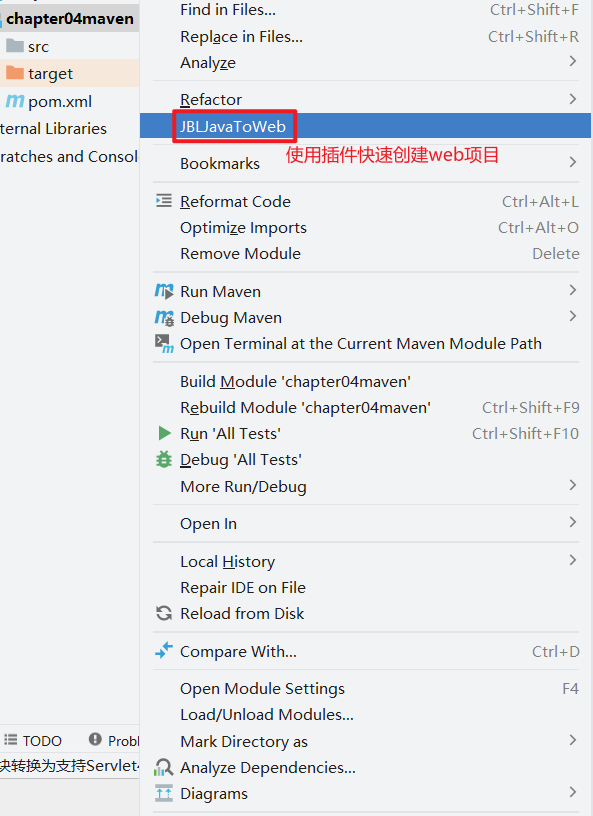 chapter04maven
src
target
pom.xml
ternal Libraries
ratches and Consol
Find in Files... Ctrl+Shift+F
Replace in Files... Ctrl+Shift+R
Analyze
Refactor
JBLJavaToWeb
使用插件快速创建web项目
Bookmarks
Reformat Code Ctrl+Alt+L
Optimize Imports Ctrl+Alt+O
Remove Module Delete
Run Maven
Debug Maven
Open Terminal at the Current Maven Module Path
Build Module 'chapter04maven'
Rebuild Module 'chapter04maven' Ctrl+Shift+F9
Run 'All Tests' Ctrl+Shift+F10
Debug 'All Tests'
More Run/Debug
Open In
Local History
Repair IDE on File
Reload from Disk
Compare With... Ctrl+D
Open Module Settings F4
Load/Unload Modules...
Mark Directory as
Analyze Dependencies...
Diagrams
TODO Probl
块转换为支持Servlet